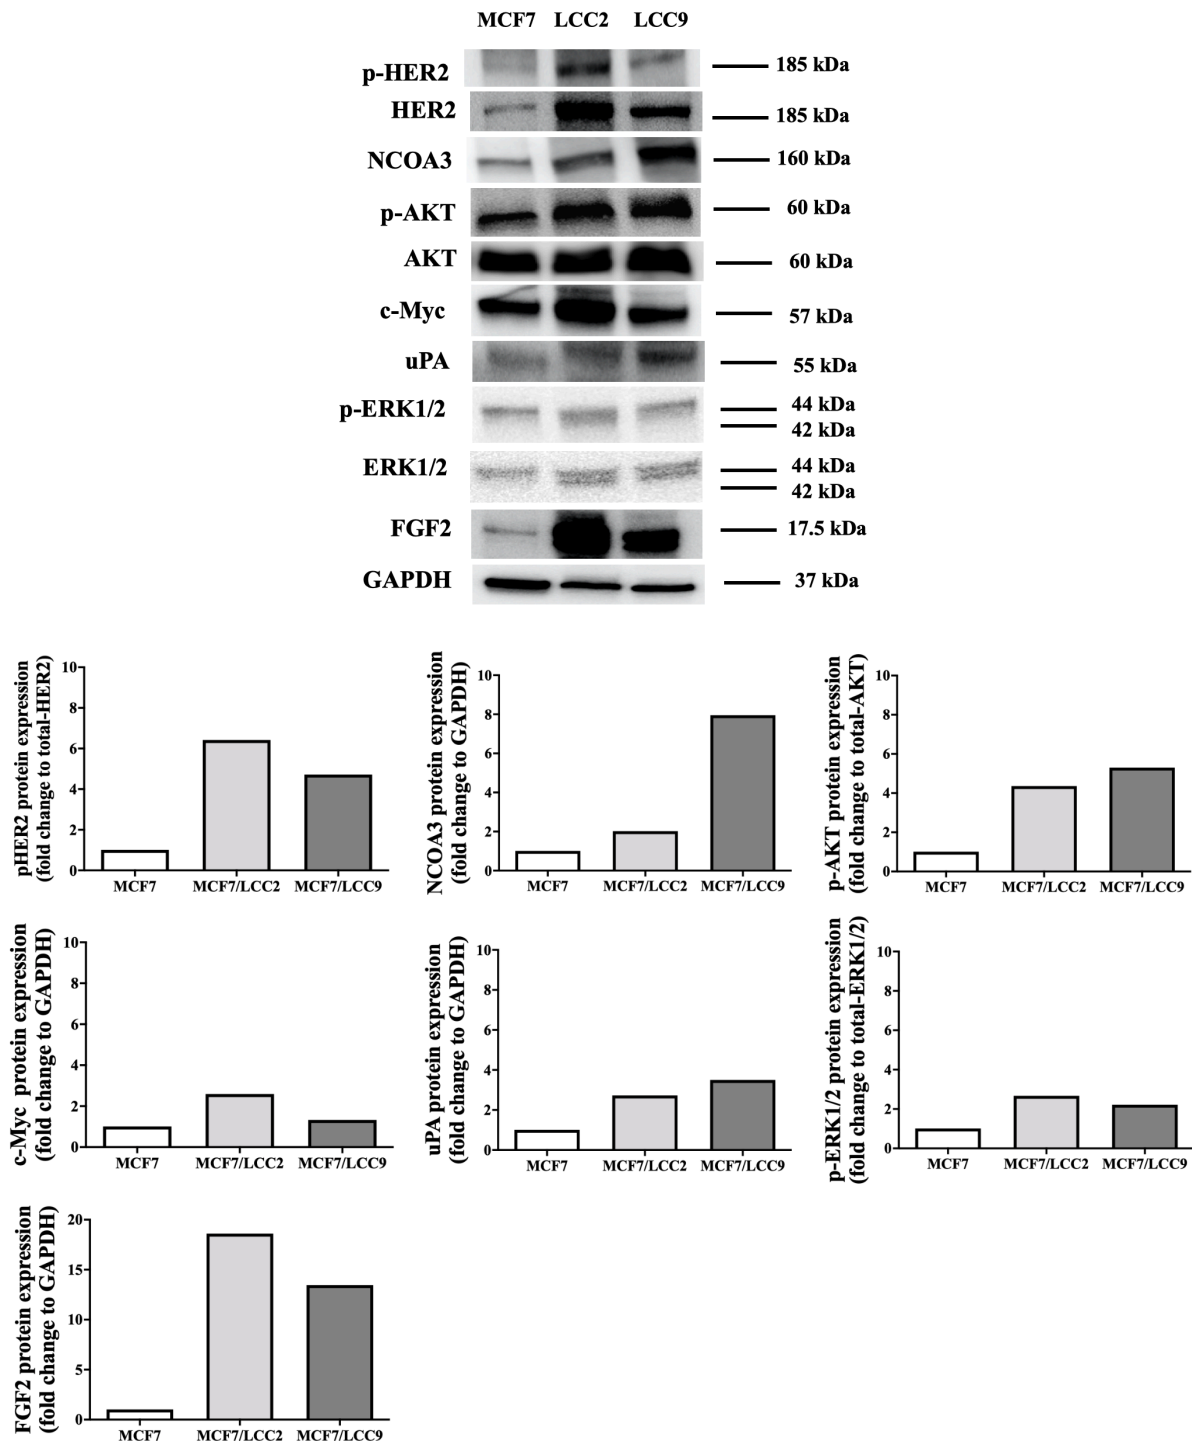 MCF7 LCC2 LCC9
p-HER2 185 kDa
HER2 185 kDa
NCOA3 160 kDa
p-AKT 60 kDa
AKT 60 kDa
c-Myc 57 kDa
uPA 55 kDa
p-ERK1/2 44 kDa
42 kDa
ERK1/2 44 kDa
42 kDa
FGF2 17.5 kDa
GAPDH 37 kDa
pHER2 protein expression
(fold change to total-HER2)
10
8
6
4
2
0
MCF7 MCF7/LCC2 MCF7/LCC9
NCOA3 protein expression
(fold change to GAPDH)
10
8
6
4
2
0
MCF7 MCF7/LCC2 MCF7/LCC9
p-AKT protein expression
(fold change to total-AKT)
10
8
6
4
2
0
MCF7 MCF7/LCC2 MCF7/LCC9
c-Myc protein expression
(fold change to GAPDH)
10
8
6
4
2
0
MCF7 MCF7/LCC2 MCF7/LCC9
uPA protein expression
(fold change to GAPDH)
10
8
6
4
2
0
MCF7 MCF7/LCC2 MCF7/LCC9
p-ERK1/2 protein expression
(fold change to total-ERK1/2)
10
8
6
4
2
0
MCF7 MCF7/LCC2 MCF7/LCC9
FGF2 protein expression
(fold change to GAPDH)
20
15
10
5
0
MCF7 MCF7/LCC2 MCF7/LCC9